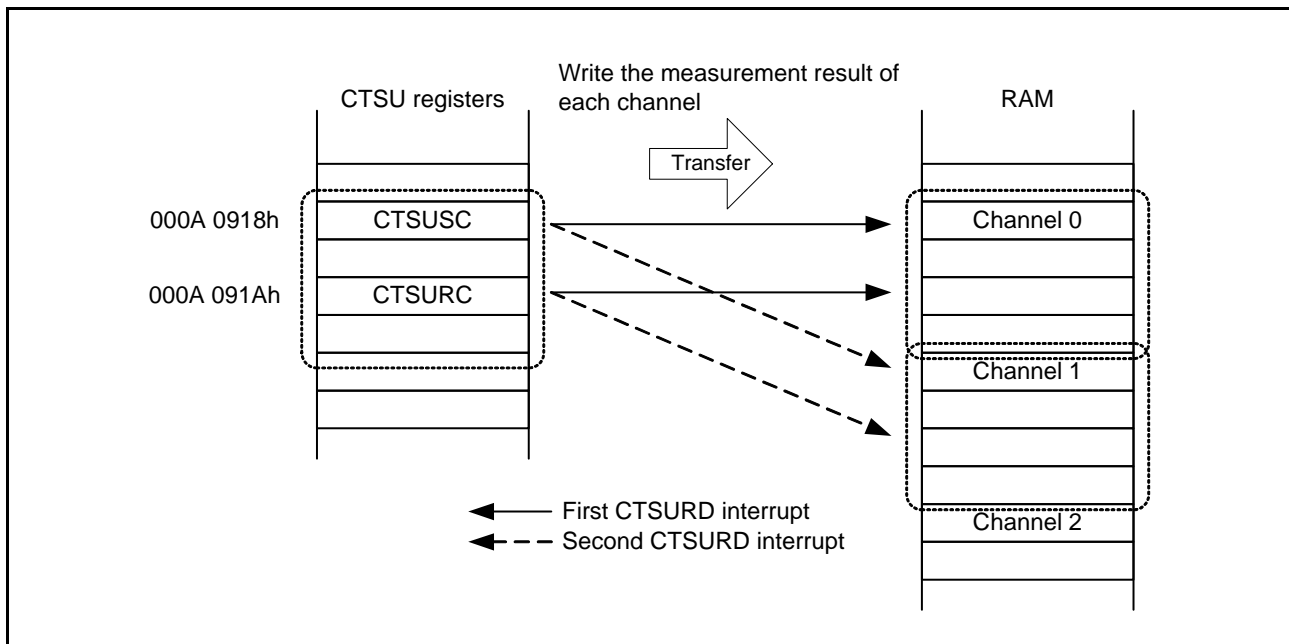 Write the measurement result of
each channel
CTSU registers
RAM
Transfer
000A 0918h
CTSUSC
Channel 0
000A 091Ah
CTSURC
Channel 1
First CTSURD interrupt
Second CTSURD interrupt
Channel 2